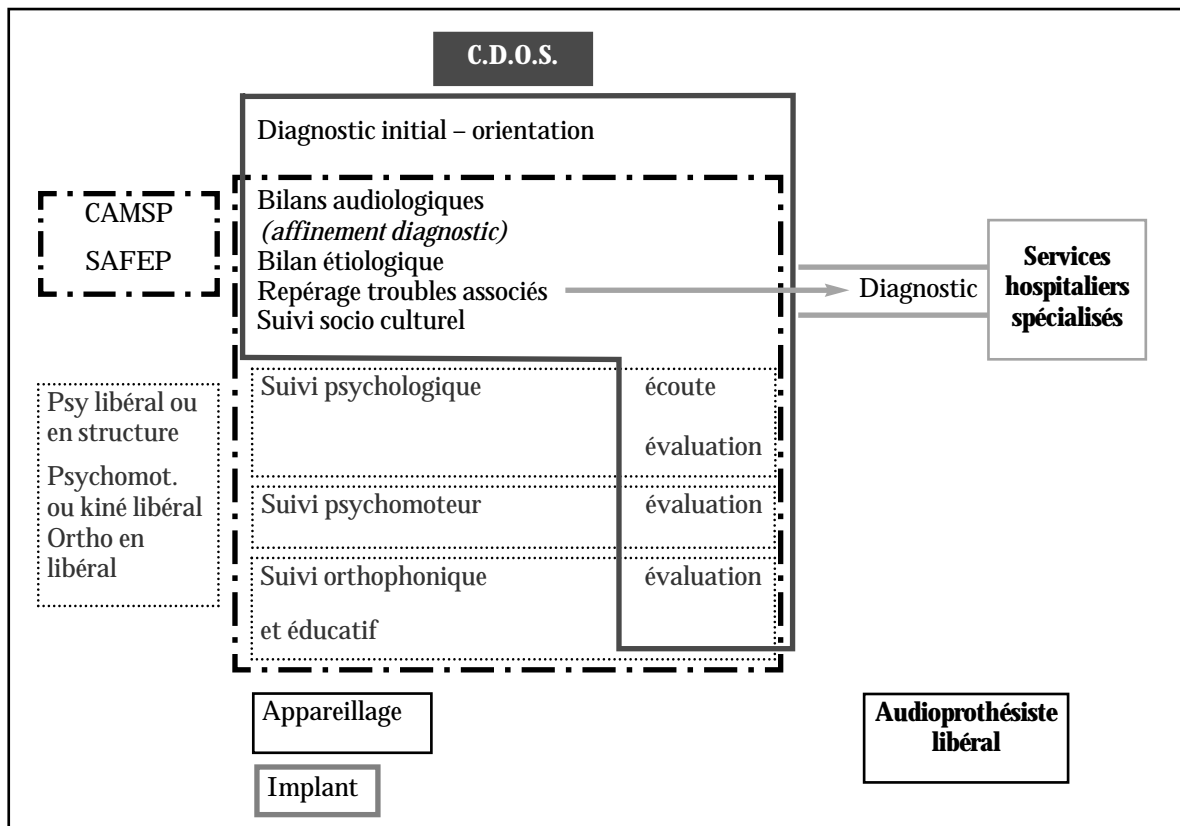 C.D.O.S.
Diagnostic initial – orientation
CAMSP
SAFEP
Bilans audiologiques
(affinement diagnostic)
Bilan étiologique
Repérage troubles associés
Suivi socio culturel
Diagnostic
Services
hospitaliers
spécialisés
Psy libéral ou
en structure
Psychomot.
ou kiné libéral
Ortho en
libéral
Suivi psychologique
écoute
évaluation
Suivi psychomoteur
évaluation
Suivi orthophonique
évaluation
et éducatif
Appareillage
Audioprothésiste
libéral
Implant